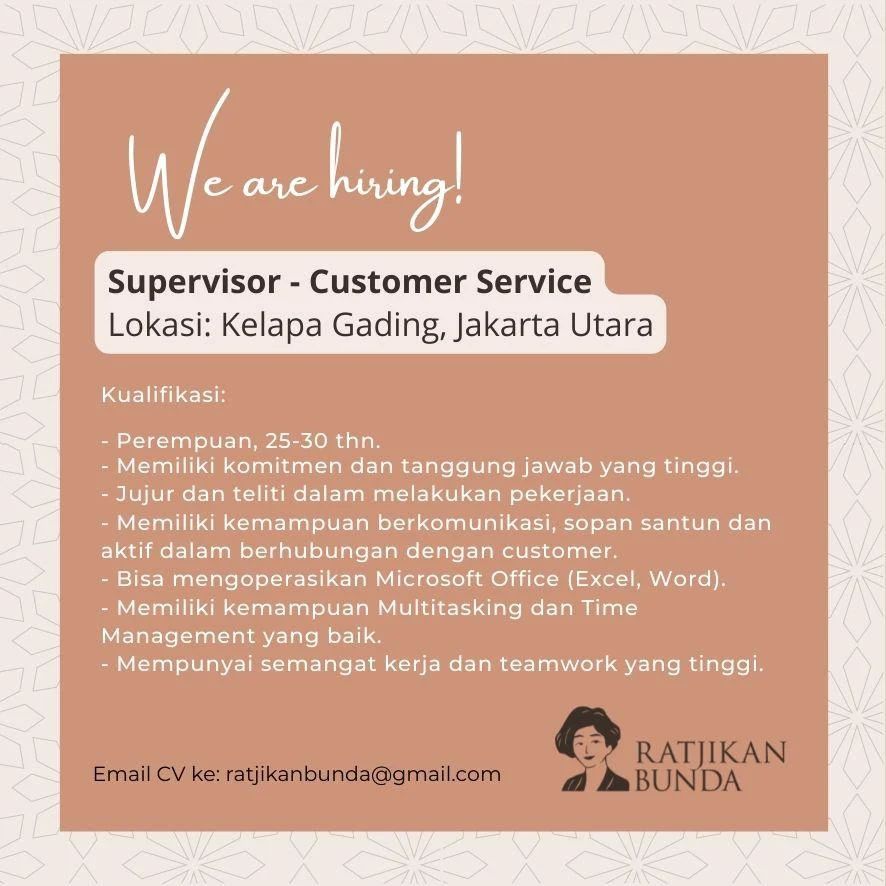 We are hiring!
Supervisor - Customer Service
Lokasi: Kelapa Gading, Jakarta Utara
Kualifikasi:
- Perempuan, 25-30 thn.
- Memiliki komitmen dan tanggung jawab yang tinggi.
- Jujur dan teliti dalam melakukan pekerjaan.
- Memiliki kemampuan berkomunikasi, sopan santun dan
aktif dalam berhubungan dengan customer.
- Bisa mengoperasikan Microsoft Office (Excel, Word).
- Memiliki kemampuan Multitasking dan Time
Management yang baik.
- Mempunyai semangat kerja dan teamwork yang tinggi.
Email CV ke: ratjikanbunda@gmail.com
RATJIKAN
BUNDA